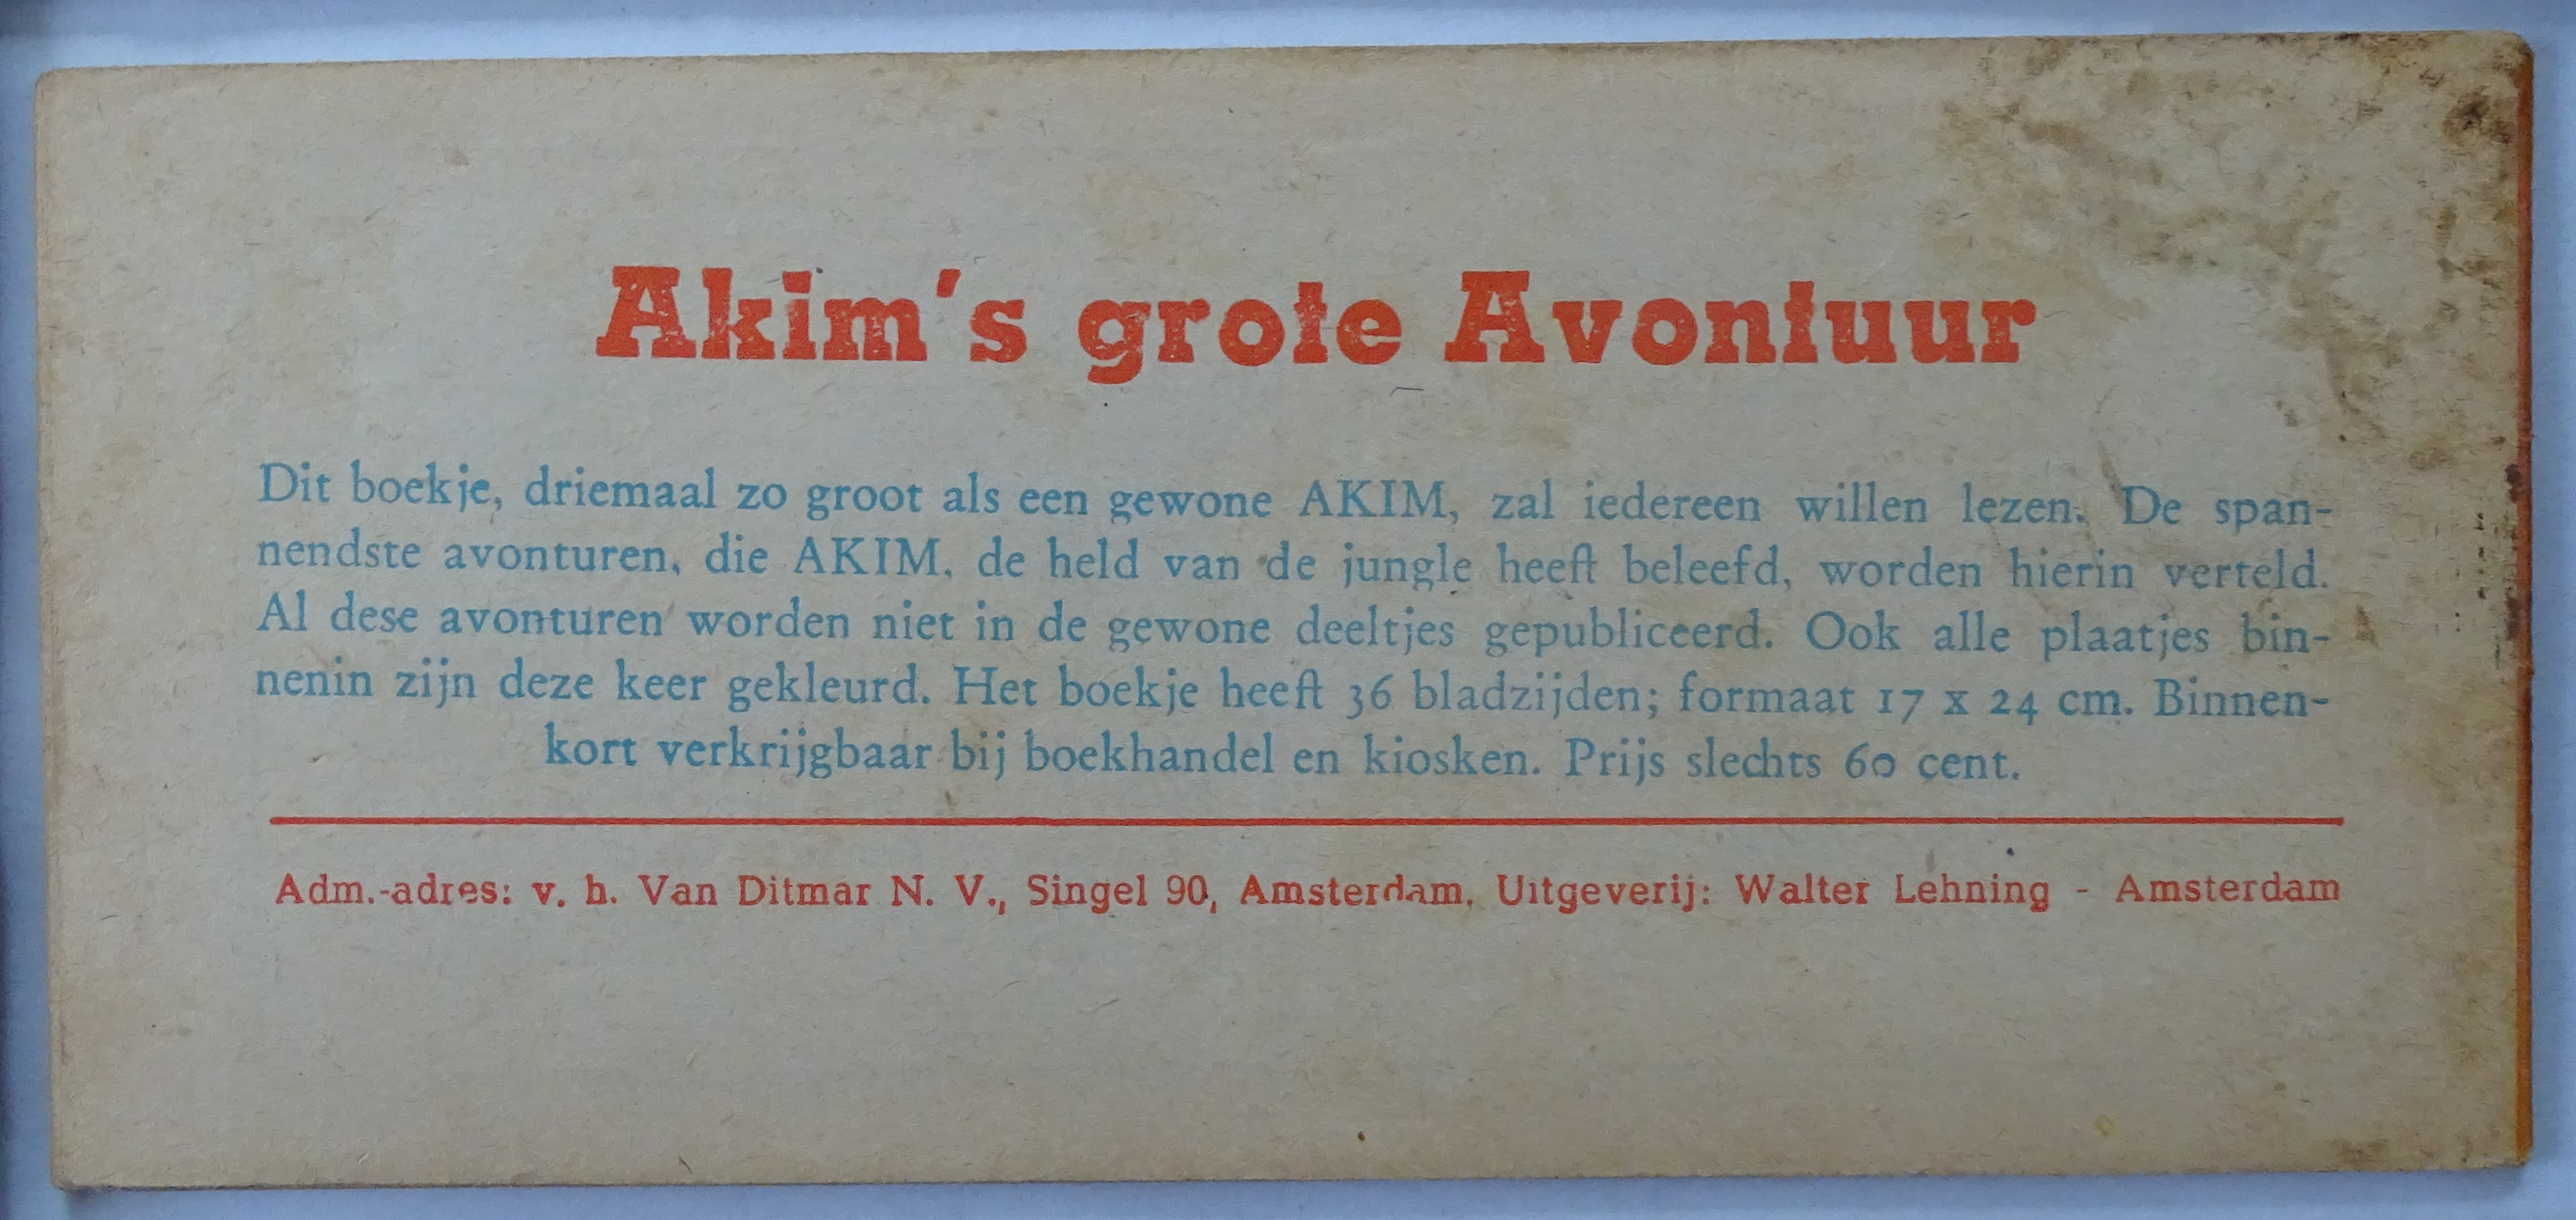 Akim's grote Avontuur
Dit boekje, driemaal zo groot als een gewone AKIM, zal iedereen willen lezen. De span-
nendste avonturen, die AKIM, de held van de jungle heeft beleefd, worden hierin verteld.
Al dese avonturen worden niet in de gewone deeltjes gepubliceerd. Ook alle plaatjes bin-
nenin zijn deze keer gekleurd. Het boekje heeft 36 bladzijden; formaat 17 x 24 cm. Binnen-
kort verkrijgbaar bij boekhandel en kiosken. Prijs slechts 60 cent.
Adm.-adres: v. h. Van Ditmar N. V., Singel 90, Amsterdam, Uitgeverij: Walter Lehning - Amsterdam